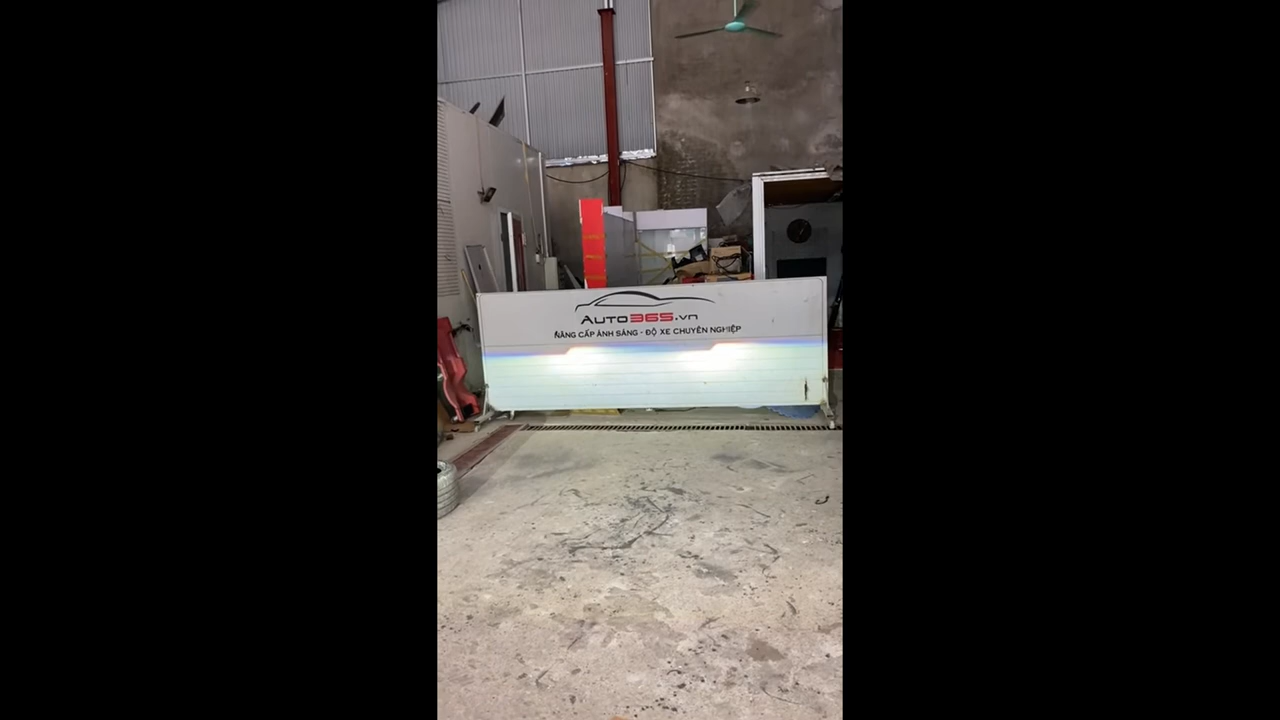 AUTO365.vn
NÂNG CẤP ÁNH SÁNG - ĐỘ XE CHUYÊN NGHIỆP